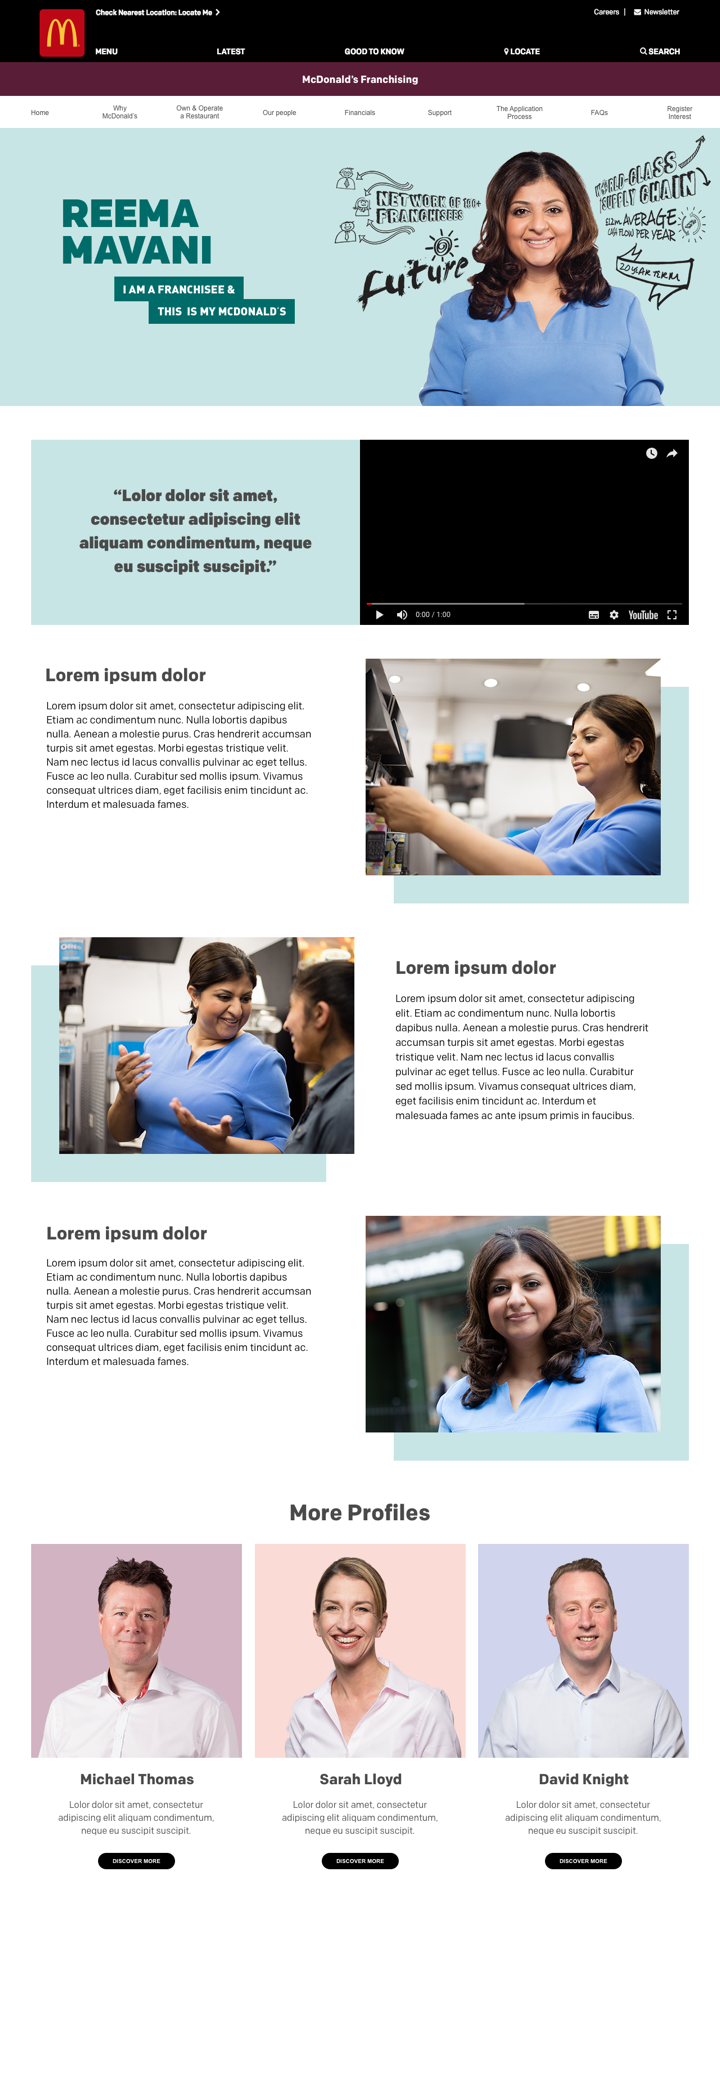 Check Nearest Location: Locate Me
Careers |
Newsletter
MENU
LATEST
GOOD TO KNOW
LOCATE
SEARCH
McDonald's Franchising
Home
Why
McDonald's
Own & Operate
a Restaurant
Our people
Financials
Support
The Application
Process
FAQs
Register
Interest
REEMA
MAVANI
I AM A FRANCHISEE &
THIS IS MY MCDONALD'S
NETWORK OF 180+
FRANCHISEES
Future
WORLD-CLASS
SUPPLY CHAIN
AVERAGE
CASH FLOW PER YEAR
20 YEAR TERM
“Lolor dolor sit amet,
consectetur adipiscing elit
aliquam condimentum, neque
eu suscipit suscipit.”
0:00 / 1:00
YouTube
Lorem ipsum dolor
Lorem ipsum dolor sit amet, consectetur adipiscing elit.
Etiam ac condimentum nunc. Nulla lobortis dapibus
nulla. Aenean a molestie purus. Cras hendrerit accumsan
turpis sit amet egestas. Morbi egestas tristique velit.
Nam nec lectus id lacus convallis pulvinar ac eget tellus.
Fusce ac leo nulla. Curabitur sed mollis ipsum. Vivamus
consequat ultrices diam, eget facilisis enim tincidunt ac.
Interdum et malesuada fames.
Lorem ipsum dolor
Lorem ipsum dolor sit amet, consectetur adipiscing
elit. Etiam ac condimentum nunc. Nulla lobortis
dapibus nulla. Aenean a molestie purus. Cras hendrerit
accumsan turpis sit amet egestas. Morbi egestas
tristique velit. Nam nec lectus id lacus convallis
pulvinar ac eget tellus. Fusce ac leo nulla. Curabitur
sed mollis ipsum. Vivamus consequat ultrices diam,
eget facilisis enim tincidunt ac. Interdum et
malesuada fames ac ante ipsum primis in faucibus.
Lorem ipsum dolor
Lorem ipsum dolor sit amet, consectetur adipiscing elit.
Etiam ac condimentum nunc. Nulla lobortis dapibus
nulla. Aenean a molestie purus. Cras hendrerit accumsan
turpis sit amet egestas. Morbi egestas tristique velit.
Nam nec lectus id lacus convallis pulvinar ac eget tellus.
Fusce ac leo nulla. Curabitur sed mollis ipsum. Vivamus
consequat ultrices diam, eget facilisis enim tincidunt ac.
Interdum et malesuada fames.
More Profiles
Michael Thomas
Lolor dolor sit amet, consectetur
adipiscing elit aliquam condimentum,
neque eu suscipit suscipit.
DISCOVER MORE
Sarah Lloyd
Lolor dolor sit amet, consectetur
adipiscing elit aliquam condimentum,
neque eu suscipit suscipit.
DISCOVER MORE
David Knight
Lolor dolor sit amet, consectetur
adipiscing elit aliquam condimentum,
neque eu suscipit suscipit.
DISCOVER MORE